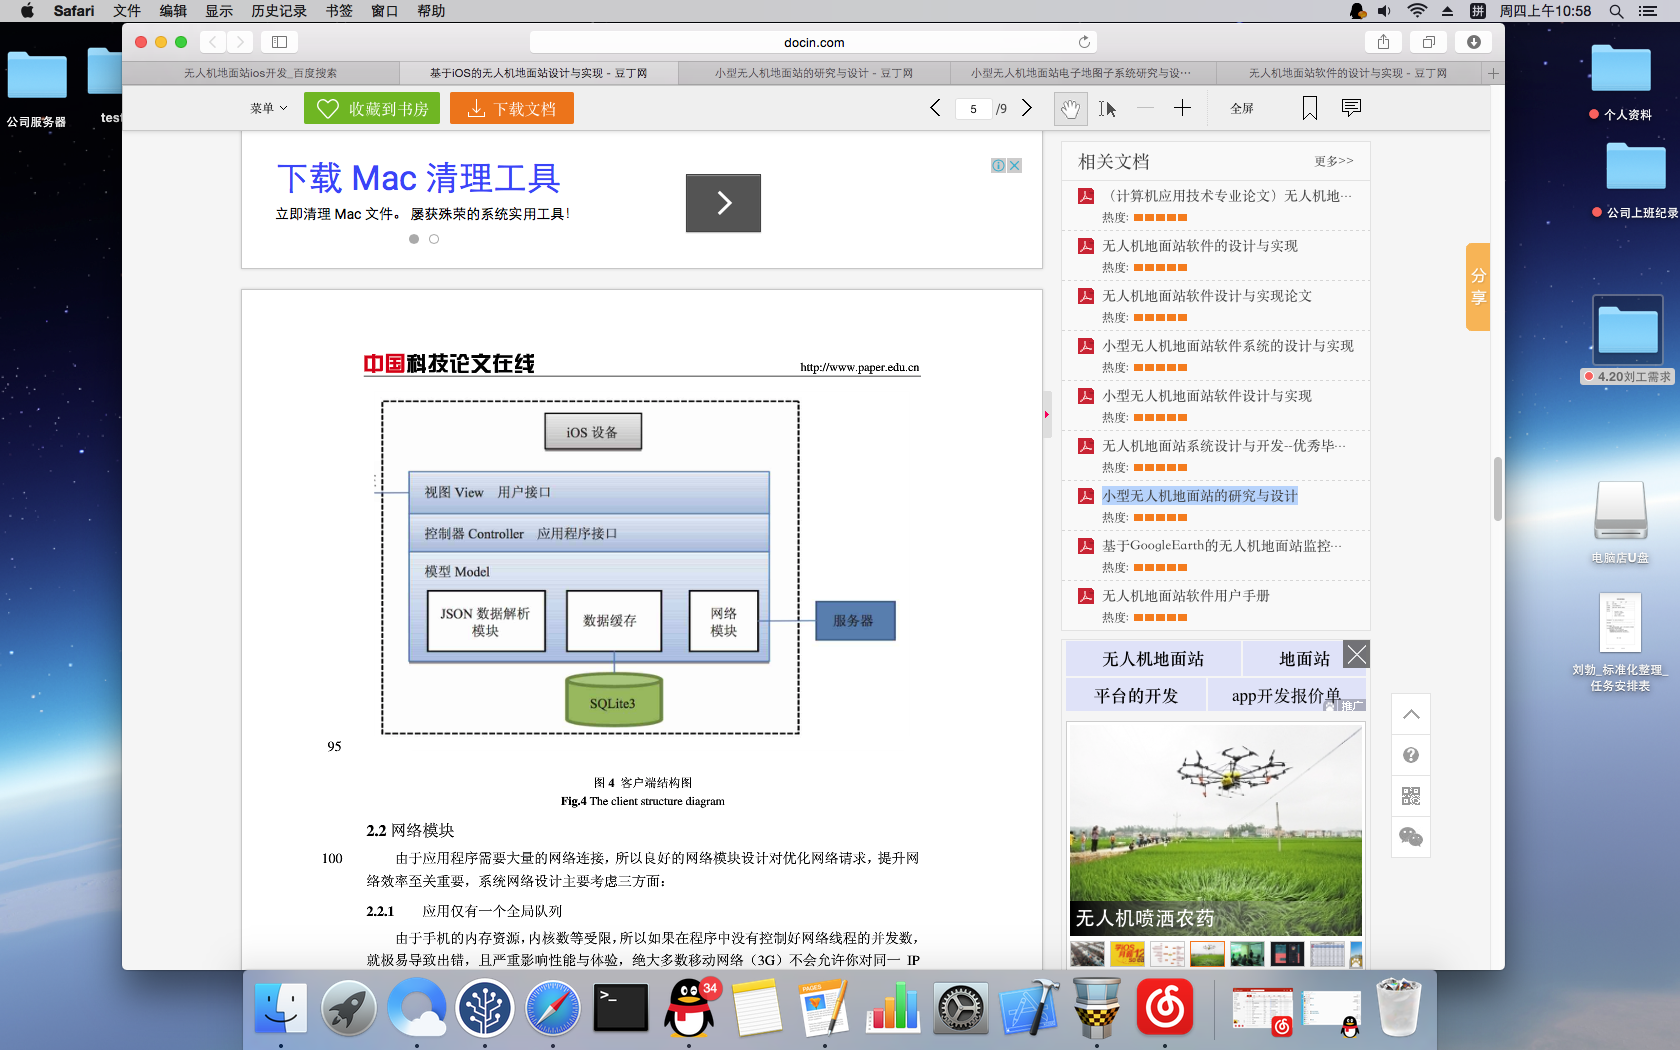 Safari 文件 编辑 显示 历史记录 书签 窗口 帮助
拼 周四上午10:58
公司服务器
test
docin.com
无人机地面站ios开发_百度搜索
基于iOS的无人机地面站设计与实现 - 豆丁网
小型无人机地面站的研究与设计 - 豆丁网
小型无人机地面站电子地图子系统研究与设…
无人机地面站软件的设计与实现 - 豆丁网
菜单
收藏到书房
下载文档
5 /9
全屏
下载 Mac 清理工具
立即清理 Mac 文件。屡获殊荣的系统实用工具！
中国科技论文在线
http://www.paper.edu.cn
iOS 设备
视图 View 用户接口
控制器 Controller 应用程序接口
模型 Model
JSON 数据解析
模块
数据缓存
网络
模块
服务器
SQLite3
95
图 4 客户端结构图
Fig.4 The client structure diagram
2.2 网络模块
100 由于应用程序需要大量的网络连接，所以良好的网络模块设计对优化网络请求，提升网
络效率至关重要，系统网络设计主要考虑三方面：
2.2.1 应用仅有一个全局队列
由于手机的内存资源，内核数等受限，所以如果在程序中没有控制好网络线程的并发数，
就极易导致出错，且严重影响性能与体验，绝大多数移动网络（3G）不会允许你对同一 IP
相关文档 更多>>
（计算机应用技术专业论文）无人机地…
热度:
无人机地面站软件的设计与实现
热度:
无人机地面站软件设计与实现论文
热度:
小型无人机地面站软件系统的设计与实现
热度:
小型无人机地面站软件设计与实现
热度:
无人机地面站系统设计与开发--优秀毕…
热度:
小型无人机地面站的研究与设计
热度:
基于GoogleEarth的无人机地面站监控…
热度:
无人机地面站软件用户手册
热度:
无人机地面站
地面站
平台的开发
app开发报价单
推广
无人机喷洒农药
分
享
个人资料
公司上班纪录
4.20刘工需求
电脑店U盘
刘勃_标准化整理_
任务安排表
34
PAGES